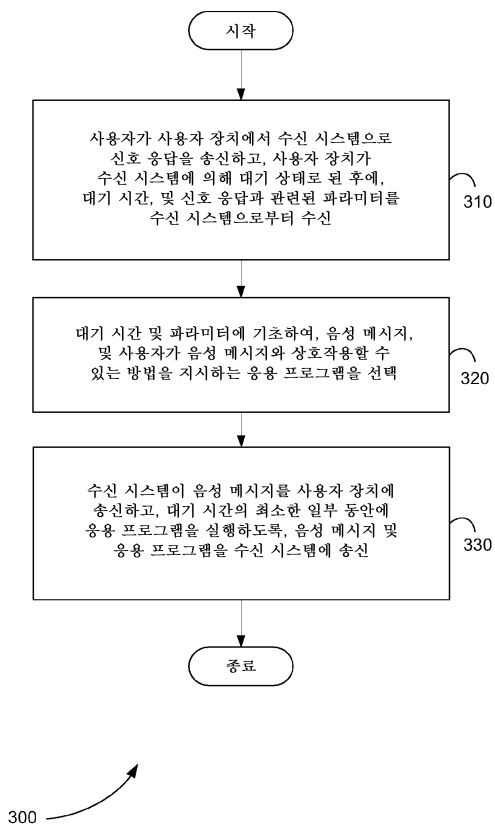 시작
사용자가 사용자 장치에서 수신 시스템으로
신호 응답을 송신하고, 사용자 장치가
수신 시스템에 의해 대기 상태로 된 후에,
대기 시간, 및 신호 응답과 관련된 파라미터를
수신 시스템으로부터 수신
310
대기 시간 및 파라미터에 기초하여, 음성 메시지,
및 사용자가 음성 메시지와 상호작용할 수
있는 방법을 지시하는 응용 프로그램을 선택
320
수신 시스템이 음성 메시지를 사용자 장치에
송신하고, 대기 시간의 최소한 일부 동안에
응용 프로그램을 실행하도록, 음성 메시지 및
응용 프로그램을 수신 시스템에 송신
330
종료
300